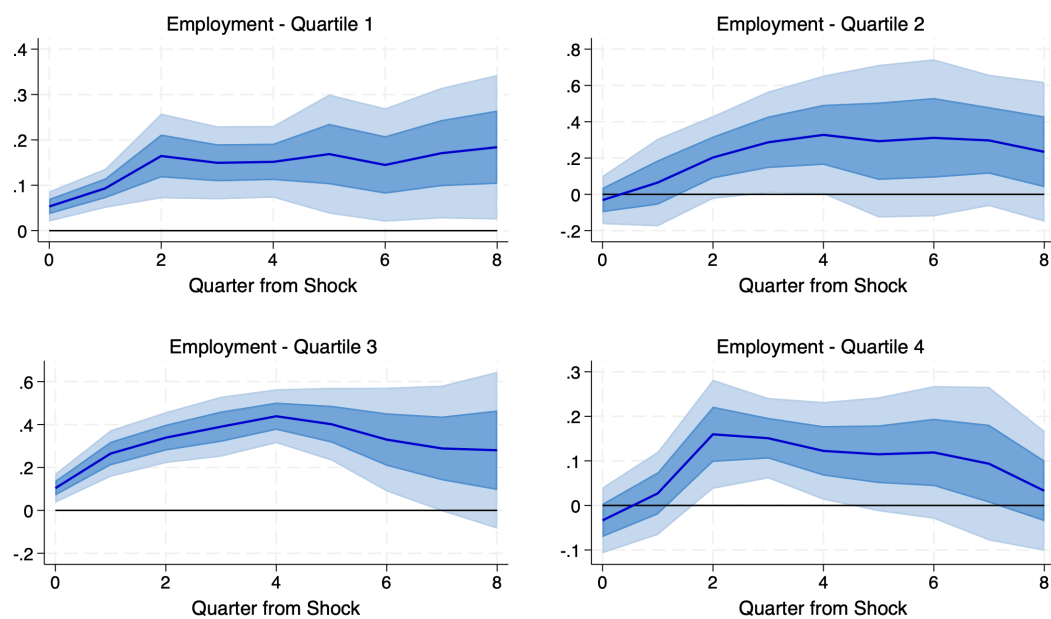 Employment - Quartile 1
.4
.3
.2
.1
0
0 2 4 6 8
Quarter from Shock
Employment - Quartile 2
.8
.6
.4
.2
0
-.2
0 2 4 6 8
Quarter from Shock
Employment - Quartile 3
.6
.4
.2
0
-.2
0 2 4 6 8
Quarter from Shock
Employment - Quartile 4
.3
.2
.1
0
-.1
0 2 4 6 8
Quarter from Shock